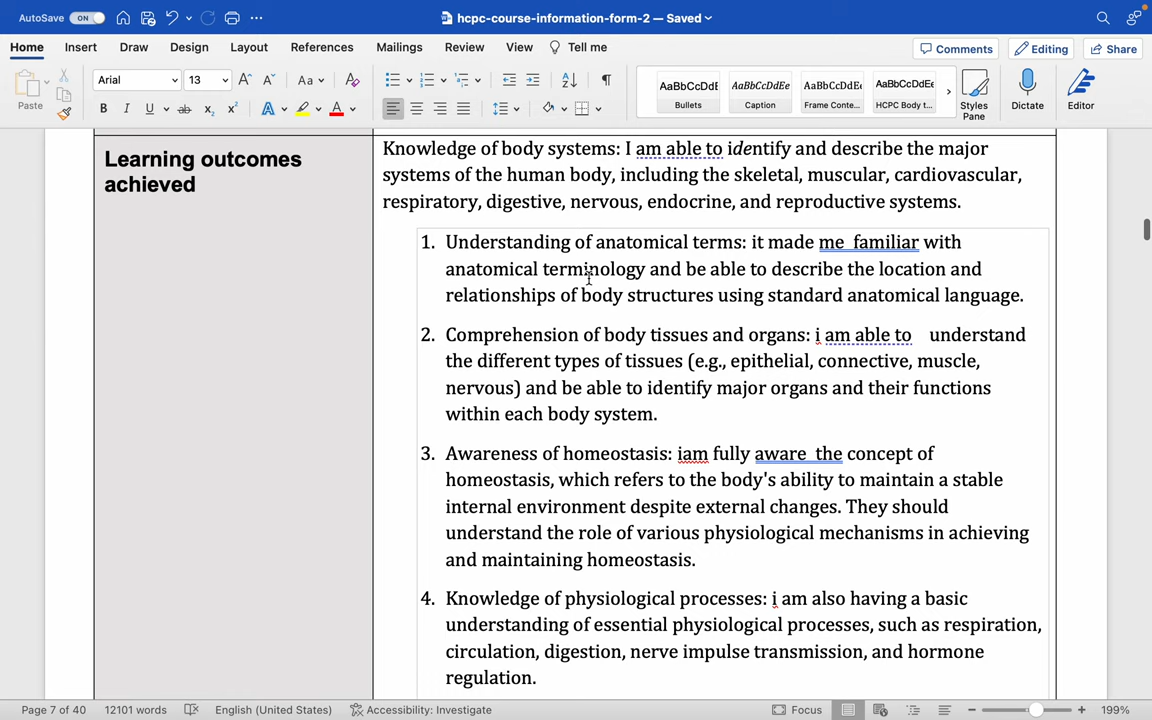 AutoSave ON hcpc-course-information-form-2 — Saved
Home Insert Draw Design Layout References Mailings Review View Tell me Comments Editing Share
Paste Arial 13 Aa AaBbCcDdE AaBbCcDdEe AaBbCcDdEe AaBbCcDdEe Styles Pane Dictate Editor
Bullets Caption Frame Conte... HCPC Body t...
Learning outcomes
achieved
Knowledge of body systems: I am able to identify and describe the major
systems of the human body, including the skeletal, muscular, cardiovascular,
respiratory, digestive, nervous, endocrine, and reproductive systems.
1. Understanding of anatomical terms: it made me  familiar with
anatomical terminology and be able to describe the location and
relationships of body structures using standard anatomical language.
2. Comprehension of body tissues and organs: i am able to   understand
the different types of tissues (e.g., epithelial, connective, muscle,
nervous) and be able to identify major organs and their functions
within each body system.
3. Awareness of homeostasis: iam fully aware  the concept of
homeostasis, which refers to the body's ability to maintain a stable
internal environment despite external changes. They should
understand the role of various physiological mechanisms in achieving
and maintaining homeostasis.
4. Knowledge of physiological processes: i am also having a basic
understanding of essential physiological processes, such as respiration,
circulation, digestion, nerve impulse transmission, and hormone
regulation.
Page 7 of 40 12101 words English (United States) Accessibility: Investigate Focus 199%